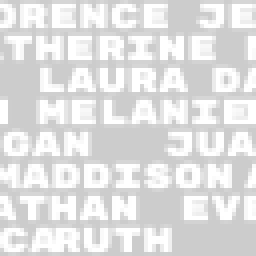 ORENCE JE
ATHERINE
LAURA DA
MELANIE
GAN JUA
MADDISON A
ATHAN EVE
CARUTH